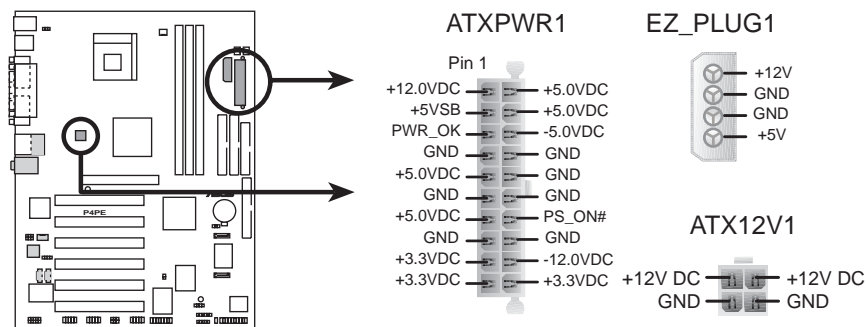 ATXPWR1
EZ_PLUG1
Pin 1
+12.0VDC +5.0VDC
+5VSB +5.0VDC
PWR_OK -5.0VDC
GND GND
+5.0VDC GND
GND GND
+5.0VDC PS_ON#
GND GND
+3.3VDC -12.0VDC
+3.3VDC +3.3VDC
+12V
GND
GND
+5V
ATX12V1
+12V DC +12V DC
GND GND
P4PE